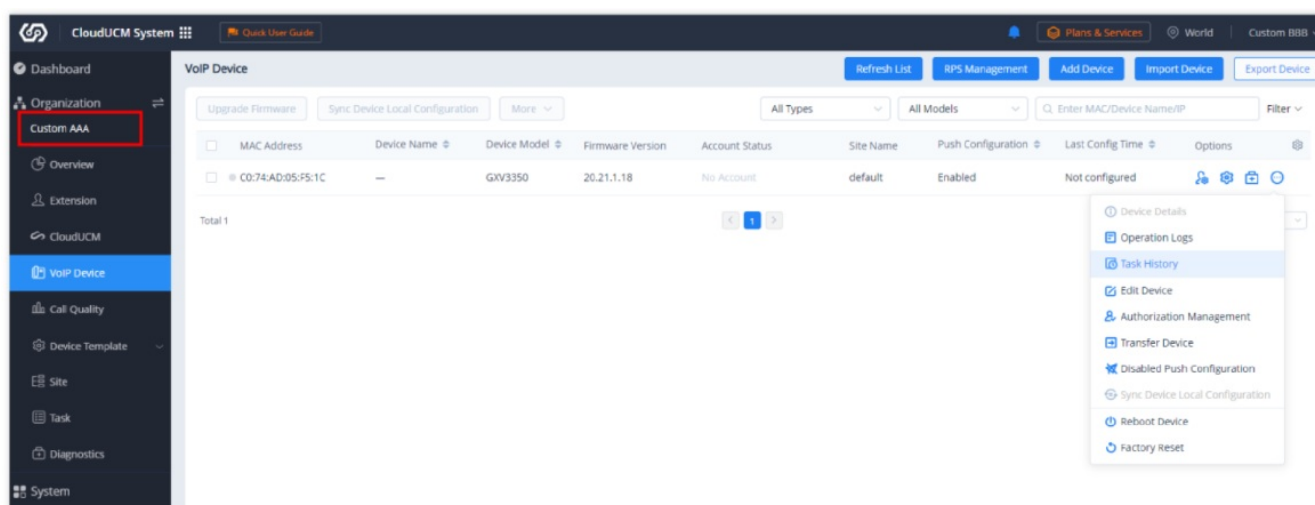 CloudUCM System Quick User Guide Plans & Services World Custom BBB
Dashboard
VoIP Device Refresh List RPS Management Add Device Import Device Export Device
Organization
Custom AAA
Upgrade Firmware Sync Device Local Configuration More All Types All Models Enter MAC/Device Name/IP Filter
MAC Address Device Name Device Model Firmware Version Account Status Site Name Push Configuration Last Config Time Options
C0:74:AD:05:F5:1C — GXV3350 20.21.1.18 No Account default Enabled Not configured
Total 1 < 1 >
Overview
Extension
CloudUCM
VoIP Device
Call Quality
Device Template
Site
Task
Diagnostics
System
Device Details
Operation Logs
Task History
Edit Device
Authorization Management
Transfer Device
Disabled Push Configuration
Sync Device Local Configuration
Reboot Device
Factory Reset